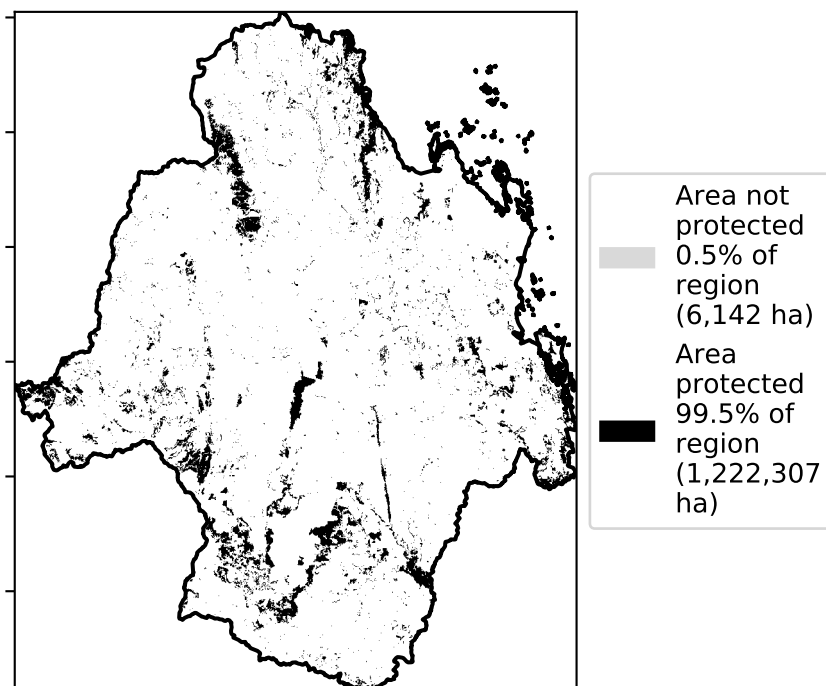 Area not
protected
0.5% of
region
(6,142 ha)
Area
protected
99.5% of
region
(1,222,307
ha)